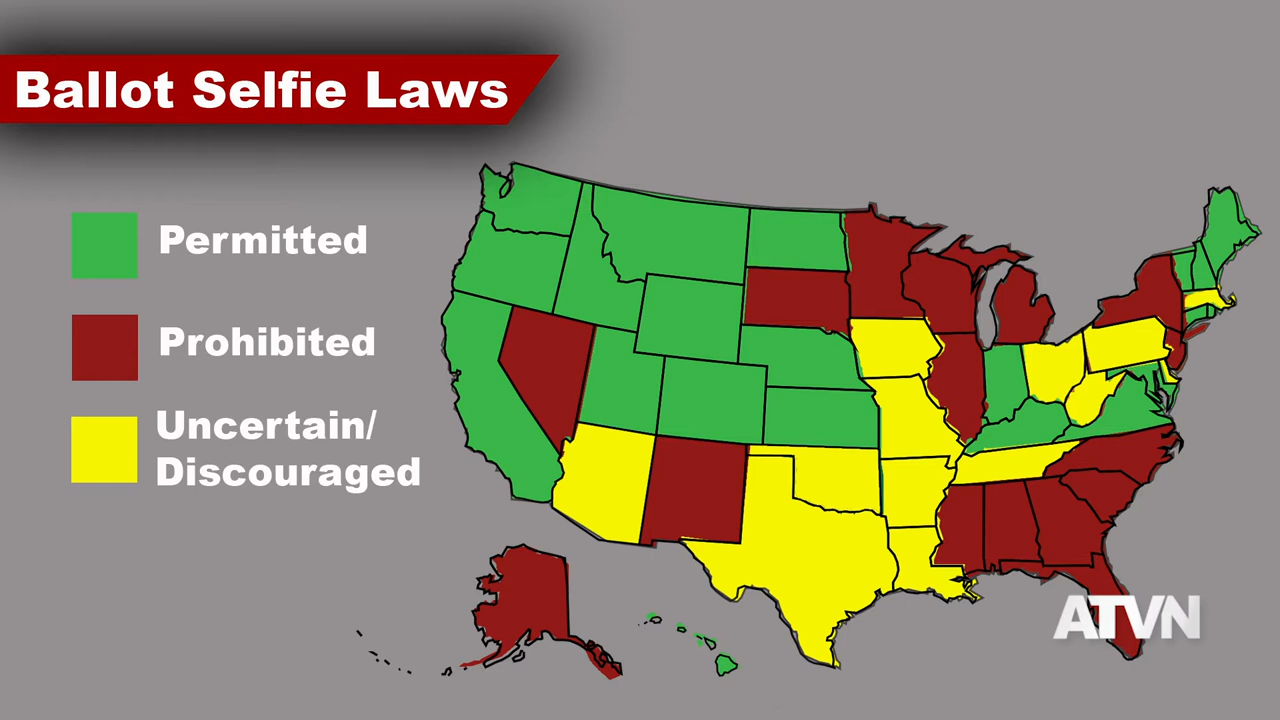 Ballot Selfie Laws
Permitted
Prohibited
Uncertain/
Discouraged
ATVN